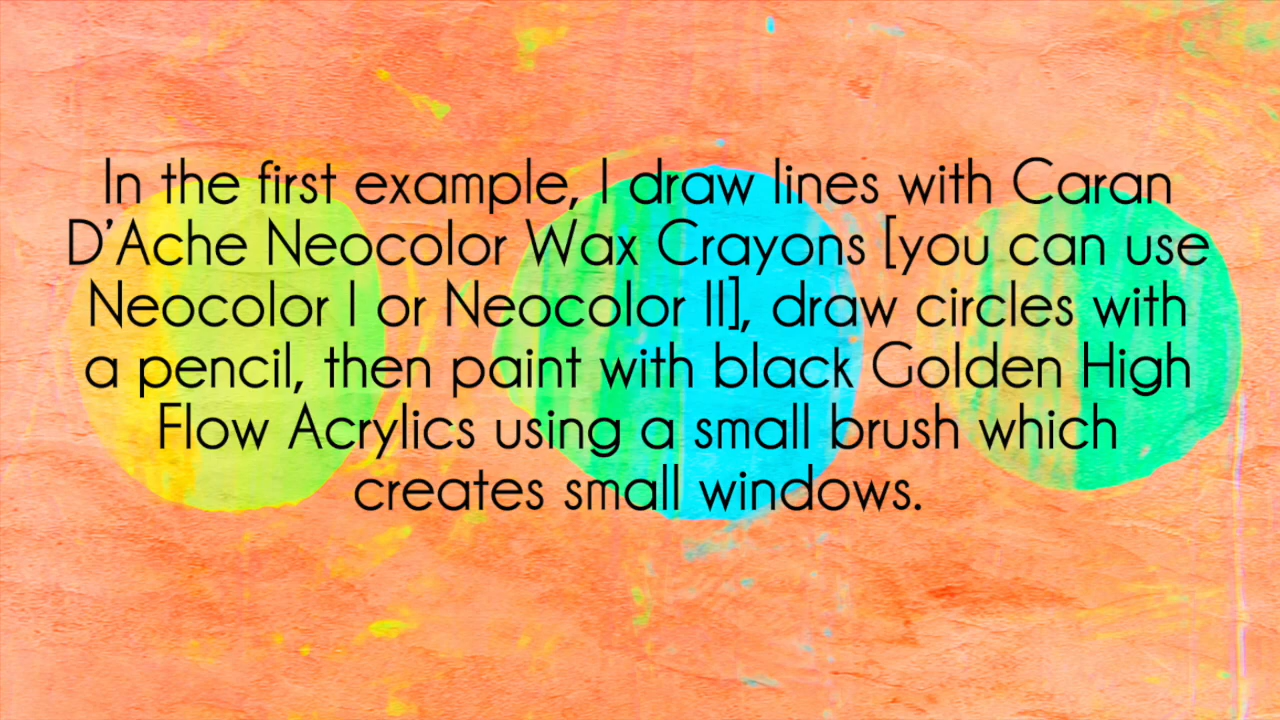 In the first example, I draw lines with Caran
D’Ache Neocolor Wax Crayons [you can use
Neocolor I or Neocolor II], draw circles with
a pencil, then paint with black Golden High
Flow Acrylics using a small brush which
creates small windows.